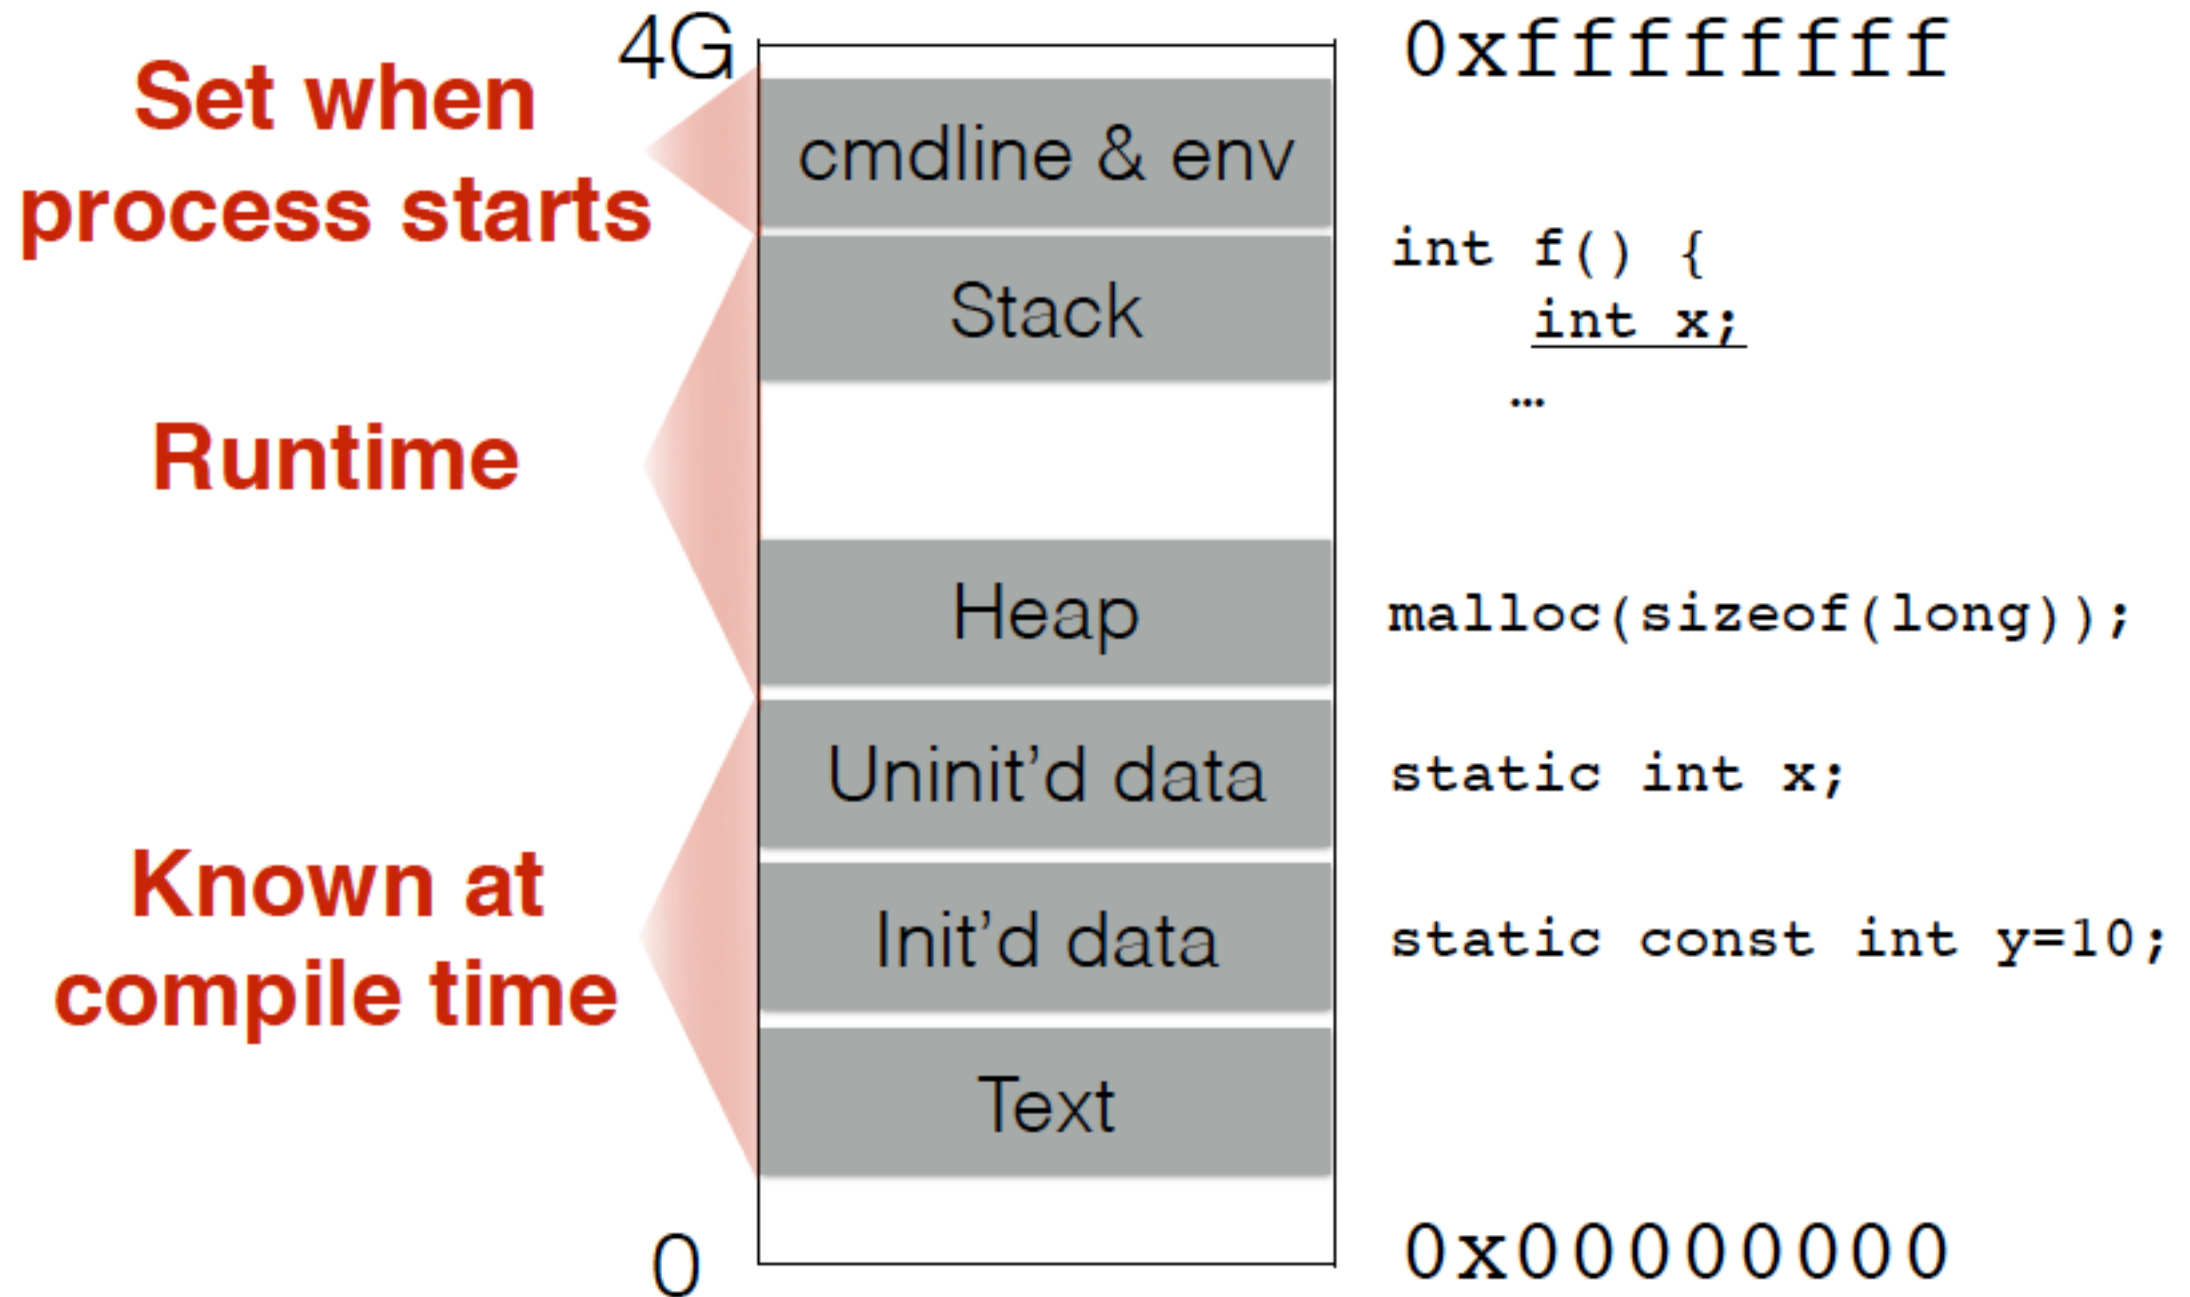 4G
0xffffffff
Set when
process starts
cmdline & env
Stack
int f() {
int x;
…
Runtime
Heap
malloc(sizeof(long));
Uninit’d data
static int x;
Known at
compile time
Init’d data
static const int y=10;
Text
0
0x00000000